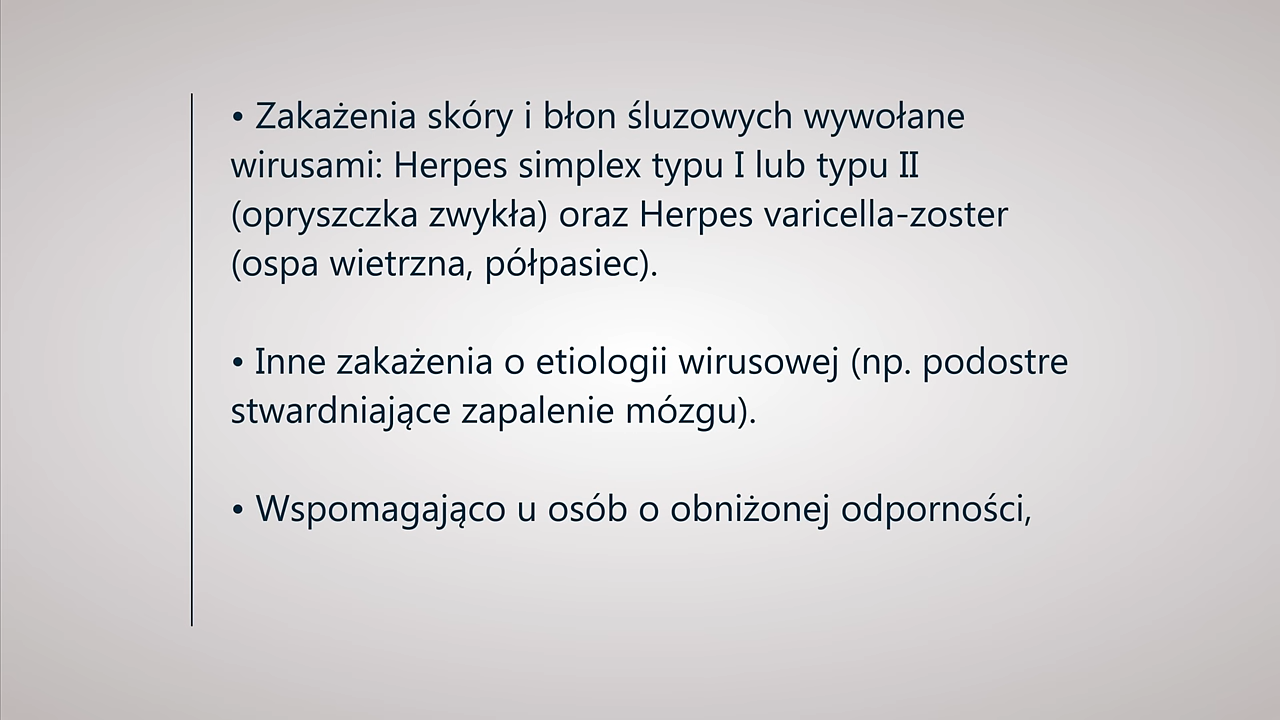 • Zakażenia skóry i błon śluzowych wywołane
wirusami: Herpes simplex typu I lub typu II
(opryszczka zwykła) oraz Herpes varicella-zoster
(ospa wietrzna, półpasiec).
• Inne zakażenia o etiologii wirusowej (np. podostre
stwardniające zapalenie mózgu).
• Wspomagająco u osób o obniżonej odporności,